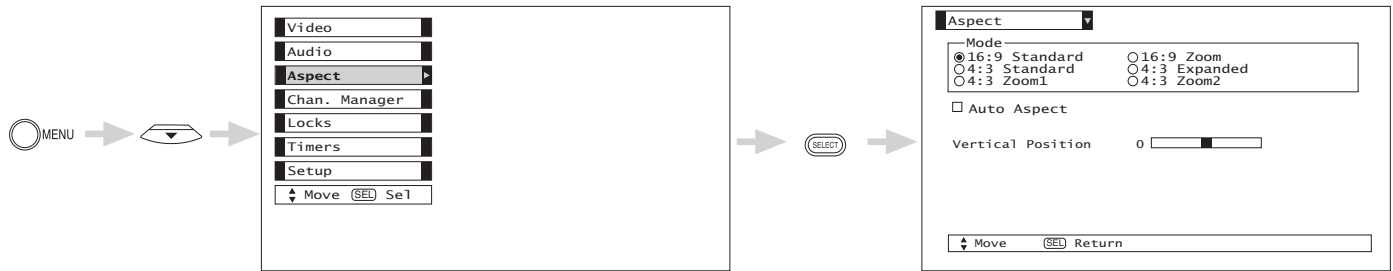 MENU
Video
Audio
Aspect
Chan. Manager
Locks
Timers
Setup
Move SEL Sel
SELECT
Aspect
Mode
16:9 Standard 16:9 Zoom
4:3 Standard 4:3 Expanded
4:3 Zoom1 4:3 Zoom2
Auto Aspect
Vertical Position 0
Move SEL Return